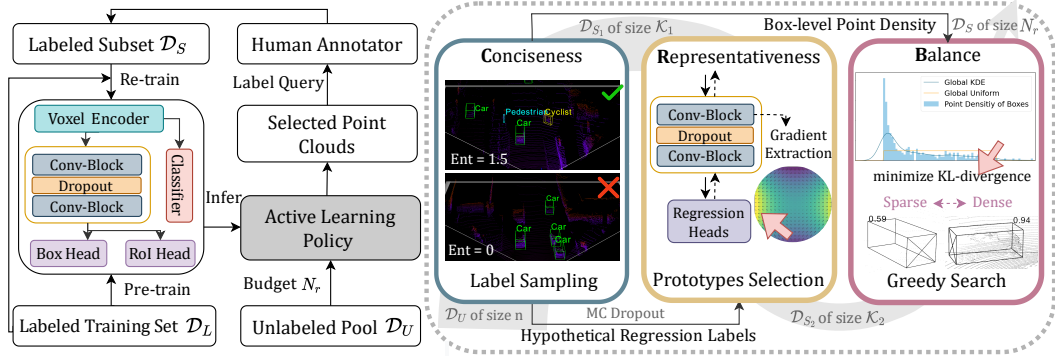 Labeled Subset 𝒟_S
Human Annotator
Re-train
Label Query
Voxel Encoder
Conv-Block
Dropout
Conv-Block
Classifier
Box Head
RoI Head
Selected Point
Clouds
Infer
Active Learning
Policy
Pre-train
Budget N_r
Labeled Training Set 𝒟_L
Unlabeled Pool 𝒟_U
𝒟_{S_1} of size 𝒦_1
Box-level Point Density
𝒟_S of size N_r
Conciseness
Car
Pedestrian
Cyclist
Car
Ent = 1.5
Car
Car
Car
Car
Ent = 0
Label Sampling
Representativeness
Conv-Block
Dropout
Conv-Block
Gradient
Extraction
Regression
Heads
Prototypes Selection
Balance
Global KDE
Global Uniform
Point Densitiy of Boxes
minimize KL-divergence
Sparse
Dense
0.59
0.94
Greedy Search
𝒟_U of size n
MC Dropout
Hypothetical Regression Labels
𝒟_{S_2} of size 𝒦_2